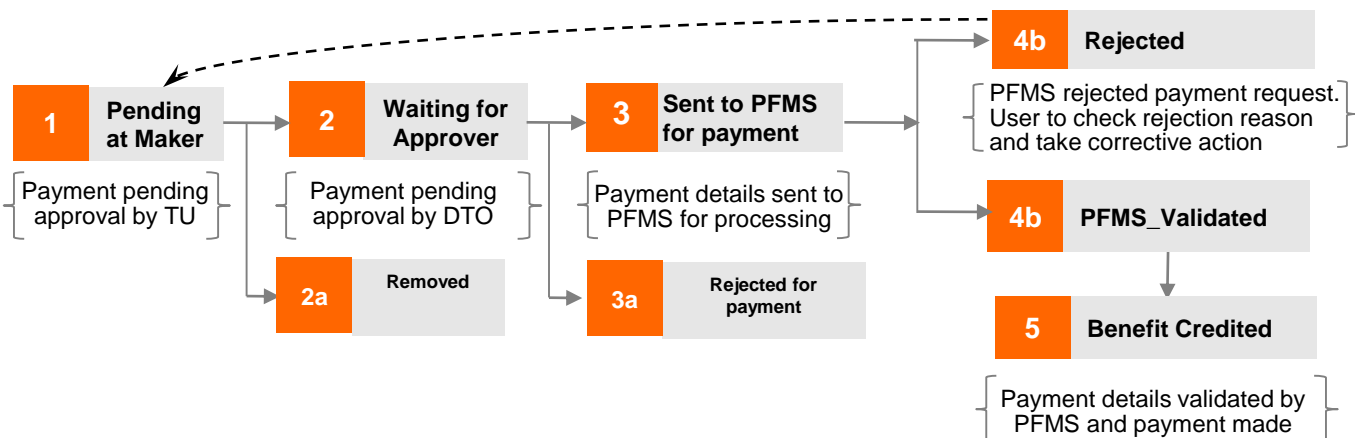 4b
Rejected
PFMS rejected payment request.
User to check rejection reason
and take corrective action
1
Pending
at Maker
Payment pending
approval by TU
2
Waiting for
Approver
Payment pending
approval by DTO
3
Sent to PFMS
for payment
Payment details sent to
PFMS for processing
4b
PFMS_Validated
2a
Removed
3a
Rejected for
payment
5
Benefit Credited
Payment details validated by
PFMS and payment made